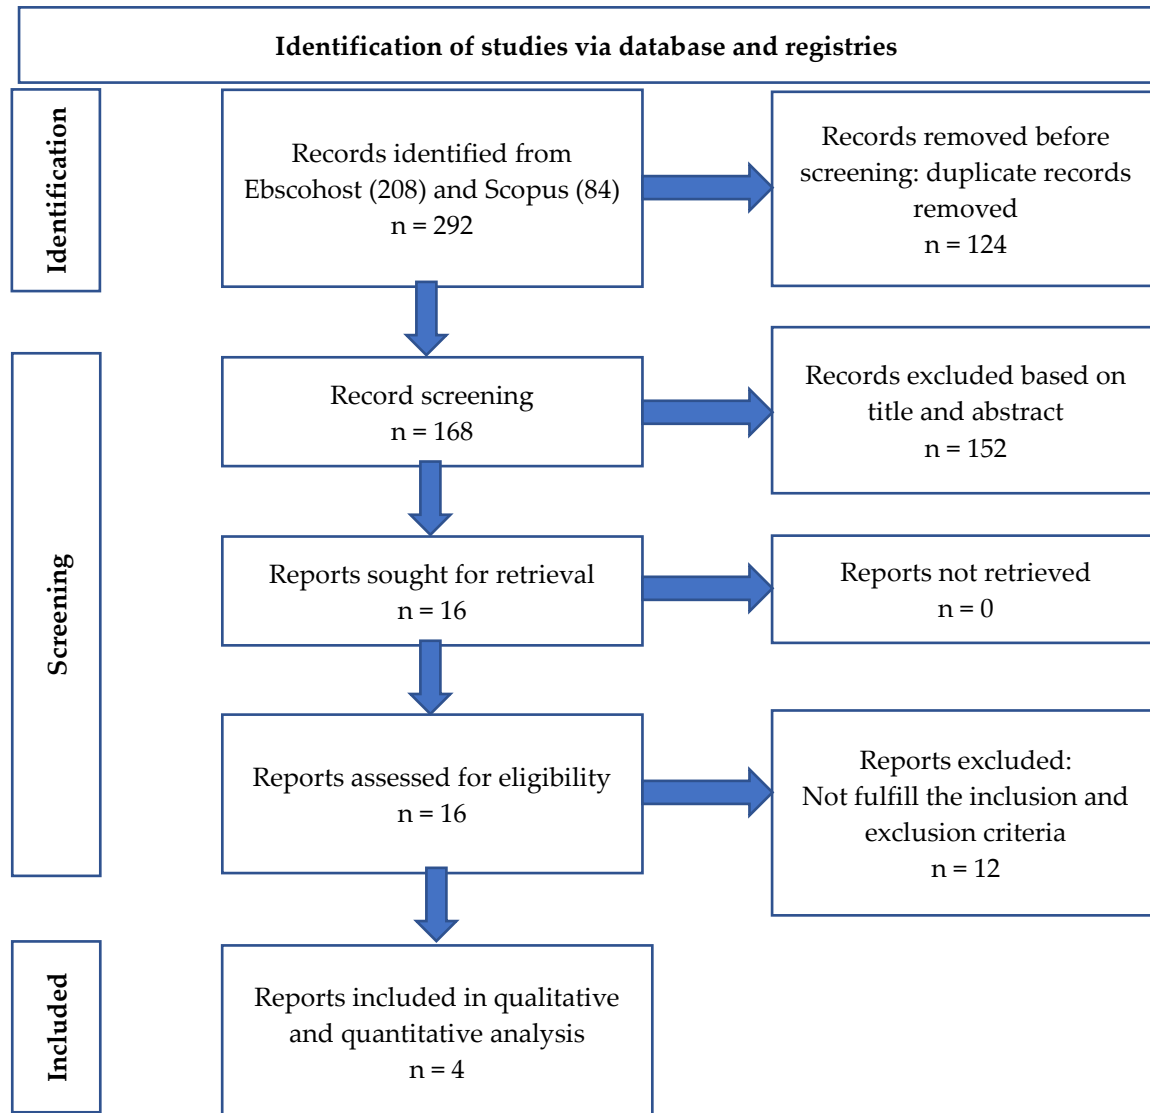 Identification of studies via database and registries
Identification
Records identified from
Ebscohost (208) and Scopus (84)
n = 292
Records removed before
screening: duplicate records
removed
n = 124
Screening
Record screening
n = 168
Records excluded based on
title and abstract
n = 152
Reports sought for retrieval
n = 16
Reports not retrieved
n = 0
Reports assessed for eligibility
n = 16
Reports excluded:
Not fulfill the inclusion and
exclusion criteria
n = 12
Included
Reports included in qualitative
and quantitative analysis
n = 4